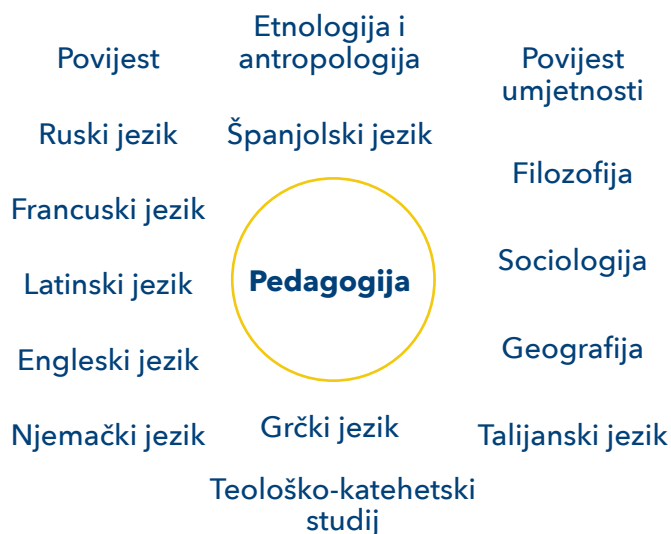 Etnologija i
antropologija
Povijest
Povijest
umjetnosti
Ruski jezik
Španjolski jezik
Filozofija
Francuski jezik
Sociologija
Pedagogija
Latinski jezik
Geografija
Engleski jezik
Grčki jezik
Njemački jezik
Talijanski jezik
Teološko-katehetski
studij